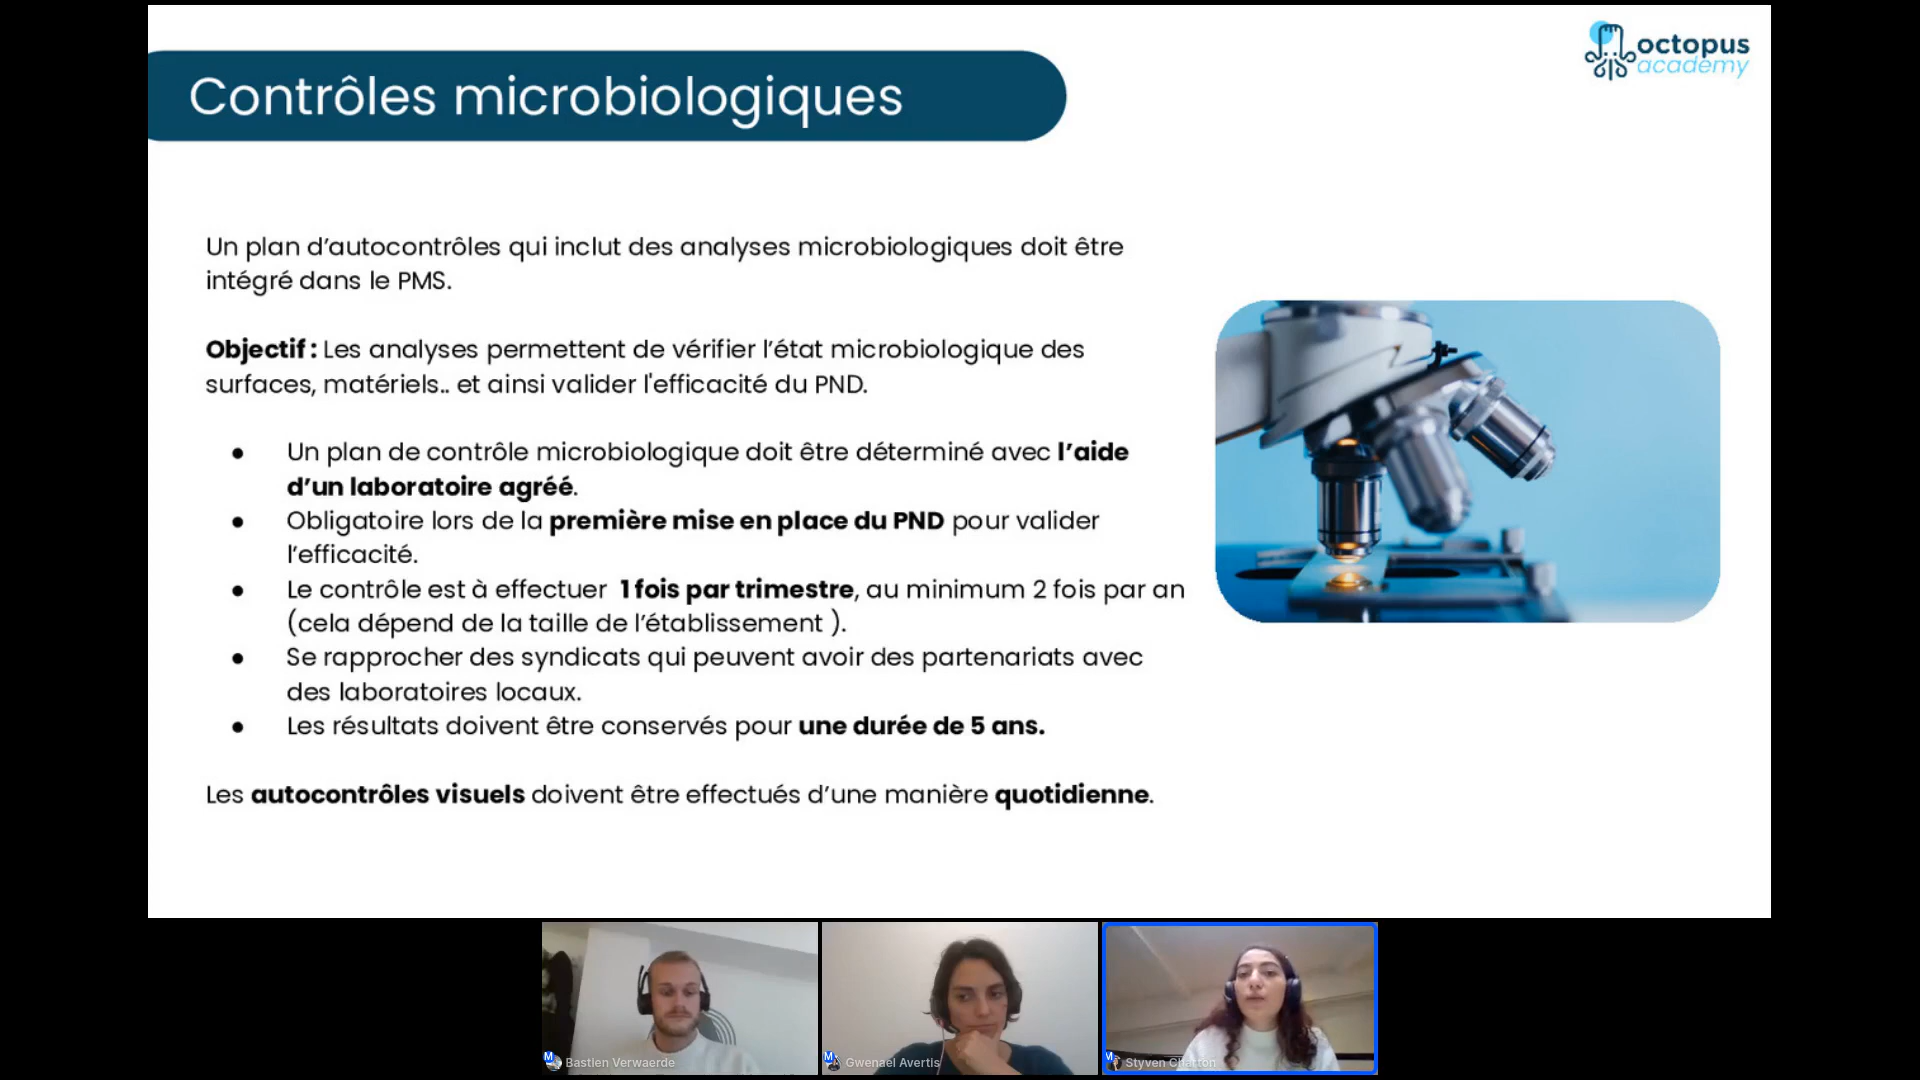 octopus
academy
Contrôles microbiologiques
Un plan d’autocontrôles qui inclut des analyses microbiologiques doit être
intégré dans le PMS.
Objectif : Les analyses permettent de vérifier l’état microbiologique des
surfaces, matériels.. et ainsi valider l'efficacité du PND.
● Un plan de contrôle microbiologique doit être déterminé avec l’aide
d’un laboratoire agréé.
● Obligatoire lors de la première mise en place du PND pour valider
l’efficacité.
● Le contrôle est à effectuer 1 fois par trimestre, au minimum 2 fois par an
(cela dépend de la taille de l’établissement ).
● Se rapprocher des syndicats qui peuvent avoir des partenariats avec
des laboratoires locaux.
● Les résultats doivent être conservés pour une durée de 5 ans.
Les autocontrôles visuels doivent être effectués d’une manière quotidienne.
M Bastien Verwaerde
M Gwenael Avertis
M Styven Charton